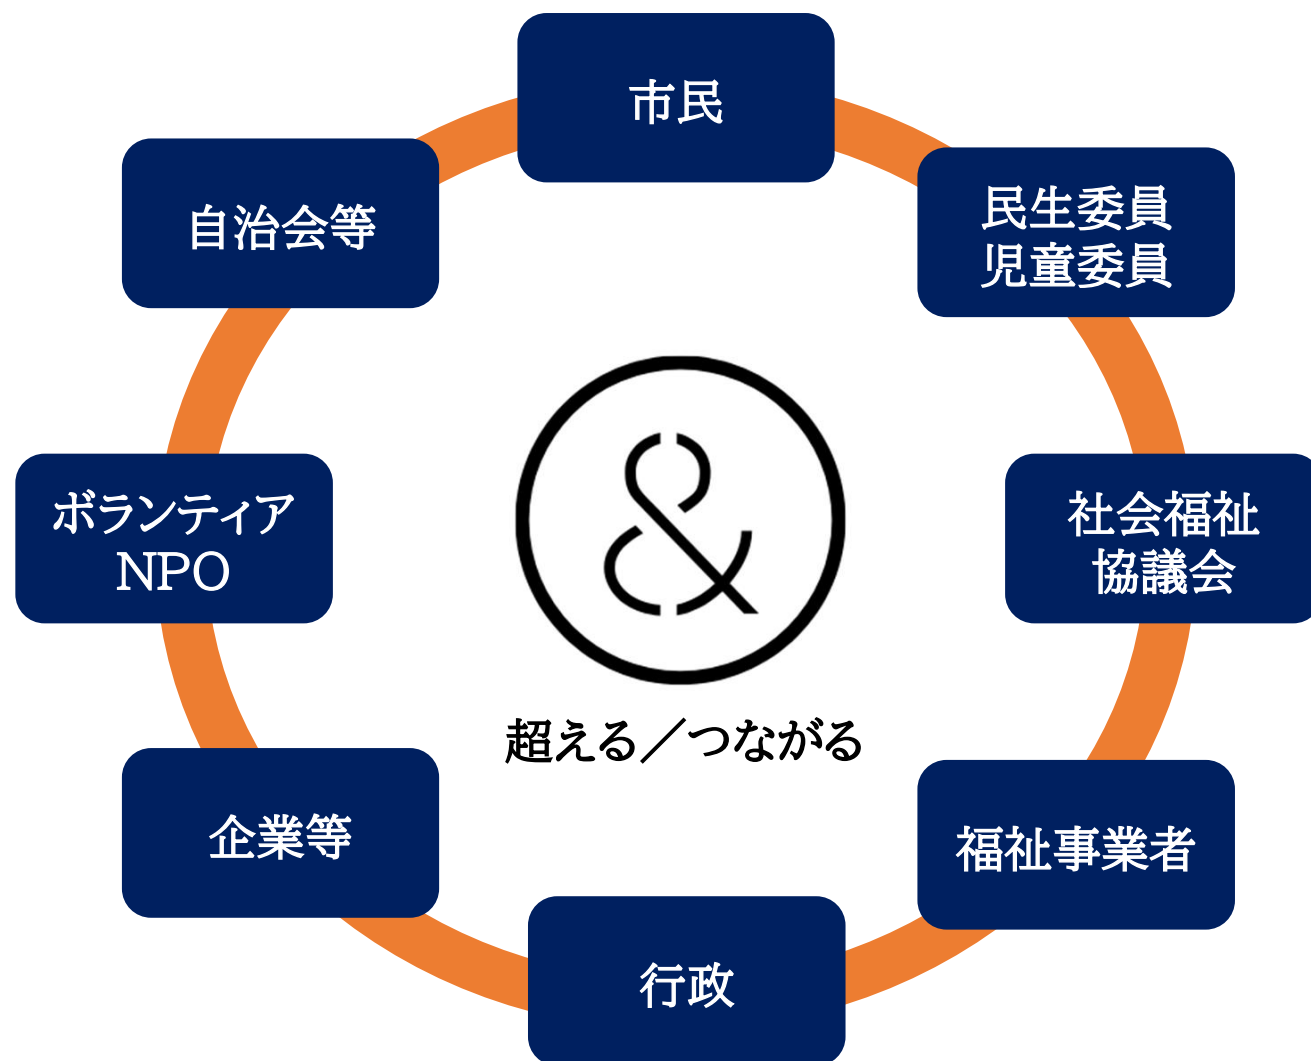 市民
民生委員
児童委員
社会福祉
協議会
福祉事業者
行政
企業等
ボランティア
NPO
自治会等
&
超える／つながる